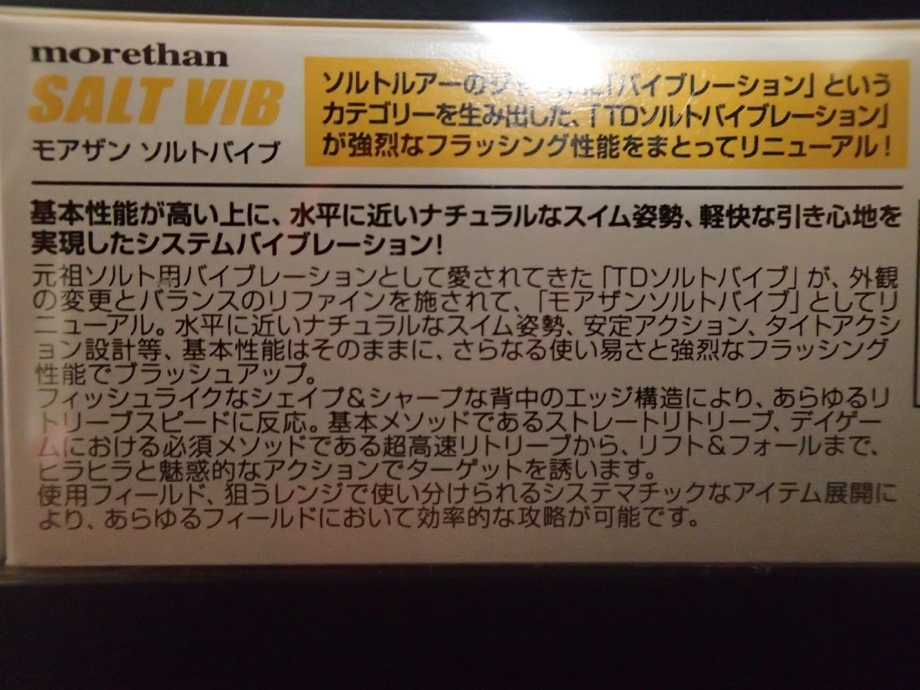 morethan
SALT VIB
モアザン ソルトバイブ
ソルトルアーの「バイブレーション」という
カテゴリーを生み出した、「TDソルトバイブレーション」
が強烈なフラッシング性能をまとってリニューアル!
基本性能が高い上に、水平に近いナチュラルなスイム姿勢、軽快な引き心地を
実現したシステムバイブレーション!
元祖ソルト用バイブレーションとして愛されてきた「TDソルトバイブ」が、外観
の変更とバランスのリファインを施されて、「モアザンソルトバイブ」としてリ
ニューアル。水平に近いナチュラルなスイム姿勢、安定アクション、タイトアクシ
ョン設計等、基本性能はそのままに、さらなる使い易さと強烈なフラッシング
性能でブラッシュアップ。
フィッシュライクなシェイプ&シャープな背中のエッジ構造により、あらゆるリ
トリーブスピードに反応。基本メソッドであるストレートリトリーブ、デイゲー
ムにおける必須メソッドである超高速リトリーブから、リフト&フォールまで、
ヒラヒラと魅惑的なアクションでターゲットを誘います。
使用フィールド、狙うレンジで使い分けられるシステマチックなアイテム展開に
より、あらゆるフィールドにおいて効率的な攻略が可能です。